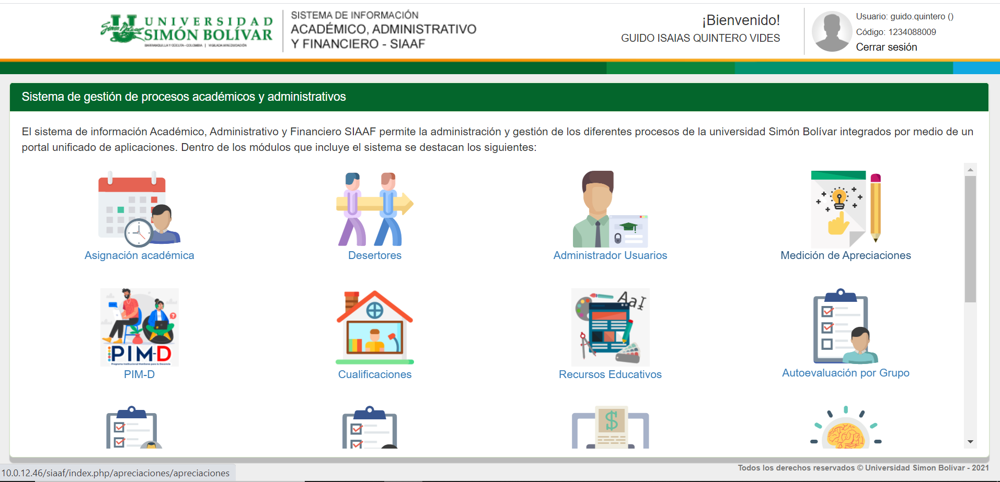 UNIVERSIDAD
SIMÓN BOLÍVAR
BARRANQUILLA Y CÚCUTA - COLOMBIA | VIGILADA MINEDUCACIÓN
SISTEMA DE INFORMACIÓN
ACADÉMICO, ADMINISTRATIVO
Y FINANCIERO - SIAAF
¡Bienvenido!
GUIDO ISAIAS QUINTERO VIDES
Usuario: guido.quintero ()
Código: 1234088009
Cerrar sesión
Sistema de gestión de procesos académicos y administrativos
El sistema de información Académico, Administrativo y Financiero SIAAF permite la administración y gestión de los diferentes procesos de la universidad Simón Bolívar integrados por medio de un
portal unificado de aplicaciones. Dentro de los módulos que incluye el sistema se destacan los siguientes:
Asignación académica
Desertores
Administrador Usuarios
Medición de Apreciaciones
PIM-D
Programa Institucional Monitores para la Docencia
AaI
PIM-D
Cualificaciones
Recursos Educativos
Autoevaluación por Grupo
$
Todos los derechos reservados © Universidad Simon Bolívar - 2021
10.0.12.46/siaaf/index.php/apreciaciones/apreciaciones